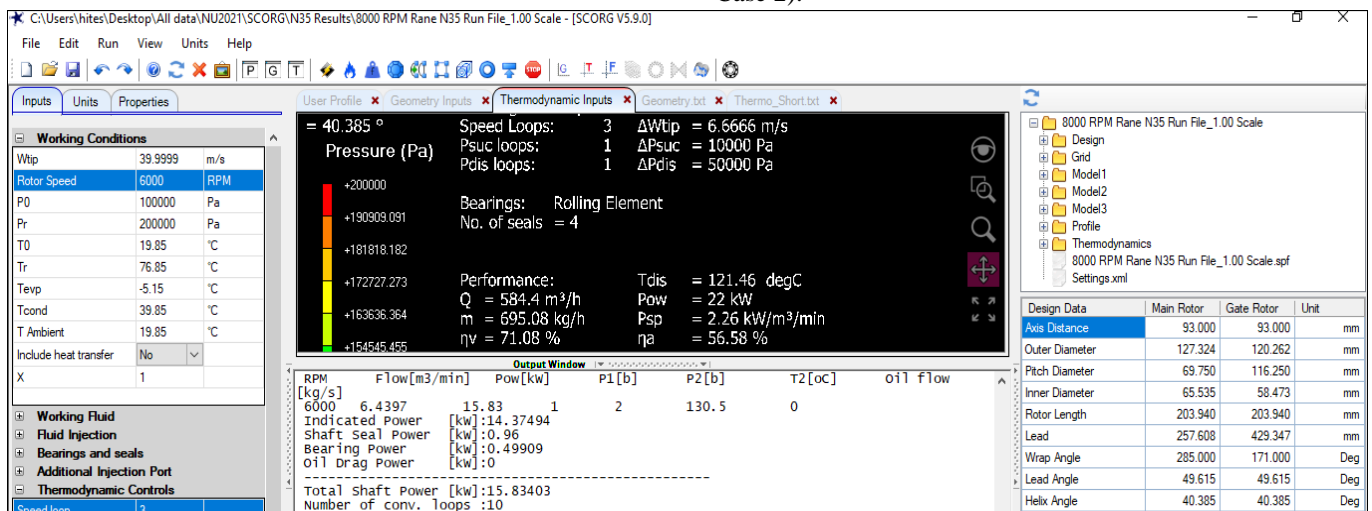 Case 2).
C:\Users\hites\Desktop\All data\NU2021\SCORG\N35 Results\8000 RPM Rane N35 Run File_1.00 Scale - [SCORG V5.9.0]
File Edit Run View Units Help
P G T STOP G T F
Inputs Units Properties
User Profile Geometry Inputs Thermodynamic Inputs Geometry.txt Thermo_Short.txt
Working Conditions
Wtip 39.9999 m/s
Rotor Speed 6000 RPM
P0 100000 Pa
Pr 200000 Pa
T0 19.85 °C
Tr 76.85 °C
Tevp -5.15 °C
Tcond 39.85 °C
T Ambient 19.85 °C
Include heat transfer No
X 1
Working Fluid
Fluid Injection
Bearings and seals
Additional Injection Port
Thermodynamic Controls
Speed loop 3
= 40.385 °
Pressure (Pa)
+200000
+190909.091
+181818.182
+172727.273
+163636.364
+154545.455
Speed Loops: 3 ΔWtip = 6.6666 m/s
Psuc loops: 1 ΔPsuc = 10000 Pa
Pdis loops: 1 ΔPdis = 50000 Pa
Bearings: Rolling Element
No. of seals = 4
Performance: Tdis = 121.46 degC
Q = 584.4 m³/h Pow = 22 kW
m = 695.08 kg/h Psp = 2.26 kW/m³/min
ηv = 71.08 % ηa = 56.58 %
Output Window
RPM Flow[m3/min] Pow[kW] P1[b] P2[b] T2[oC] Oil flow
[kg/s]
6000 6.4397 15.83 1 2 130.5 0
Indicated Power [kW]:14.37494
Shaft Seal Power [kW]:0.96
Bearing Power [kW]:0.49909
Oil Drag Power [kW]:0
------------------------------------------------------
Total Shaft Power [kW]:15.83403
Number of conv. loops :10
8000 RPM Rane N35 Run File_1.00 Scale
Design
Grid
Model1
Model2
Model3
Profile
Thermodynamics
8000 RPM Rane N35 Run File_1.00 Scale.spf
Settings.xml
Design Data Main Rotor Gate Rotor Unit
Axis Distance 93.000 93.000 mm
Outer Diameter 127.324 120.262 mm
Pitch Diameter 69.750 116.250 mm
Inner Diameter 65.535 58.473 mm
Rotor Length 203.940 203.940 mm
Lead 257.608 429.347 mm
Wrap Angle 285.000 171.000 Deg
Lead Angle 49.615 49.615 Deg
Helix Angle 40.385 40.385 Deg